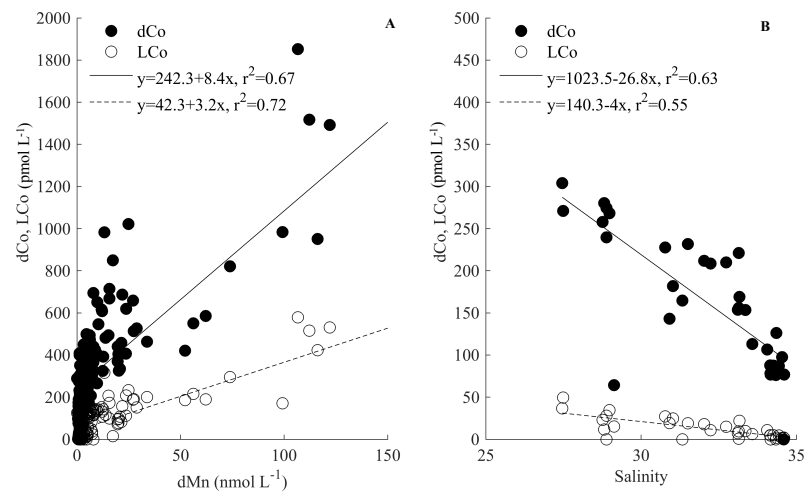 A
dCo
LCo
y=242.3+8.4x, r²=0.67
y=42.3+3.2x, r²=0.72
2000
1800
1600
1400
1200
1000
800
600
400
200
0
dCo, LCo (pmol L⁻¹)
0
50
100
150
dMn (nmol L⁻¹)
B
dCo
LCo
y=1023.5-26.8x, r²=0.63
y=140.3-4x, r²=0.55
500
450
400
350
300
250
200
150
100
50
0
dCo, LCo (pmol L⁻¹)
25
30
35
Salinity